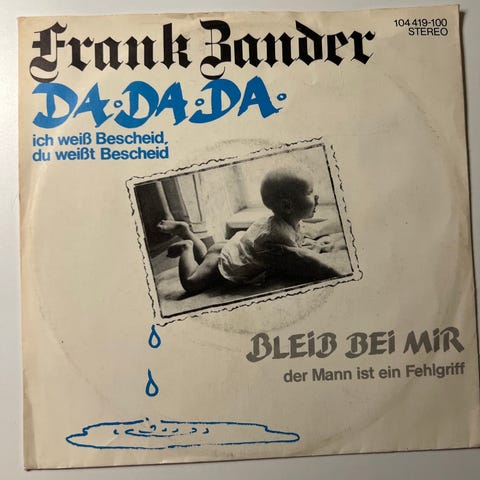 104 419-100
STEREO
Frank Zander
DA·DA·DA·
ich weiß Bescheid,
du weißt Bescheid
BLEIB BEI MIR
der Mann ist ein Fehlgriff